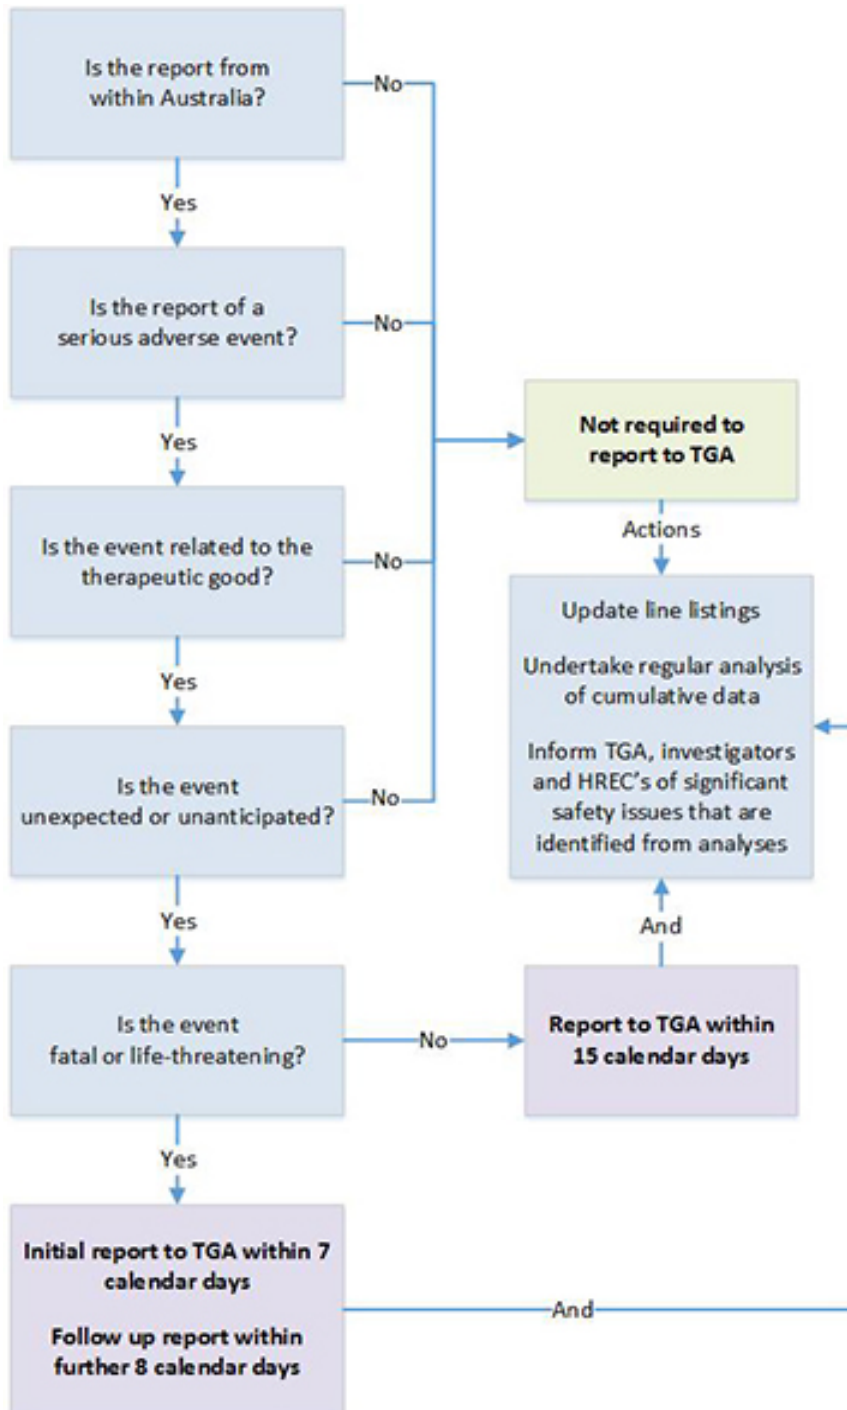 Is the report from
within Australia?
No
Yes
Is the report of a
serious adverse event?
No
Yes
Not required to
report to TGA
Actions
Is the event related to the
therapeutic good?
No
Yes
Update line listings
Undertake regular analysis
of cumulative data
Inform TGA, investigators
and HREC's of significant
safety issues that are
identified from analyses
Is the event
unexpected or unanticipated?
No
Yes
And
Is the event
fatal or life-threatening?
No
Report to TGA within
15 calendar days
Yes
Initial report to TGA within 7
calendar days
Follow up report within
further 8 calendar days
And